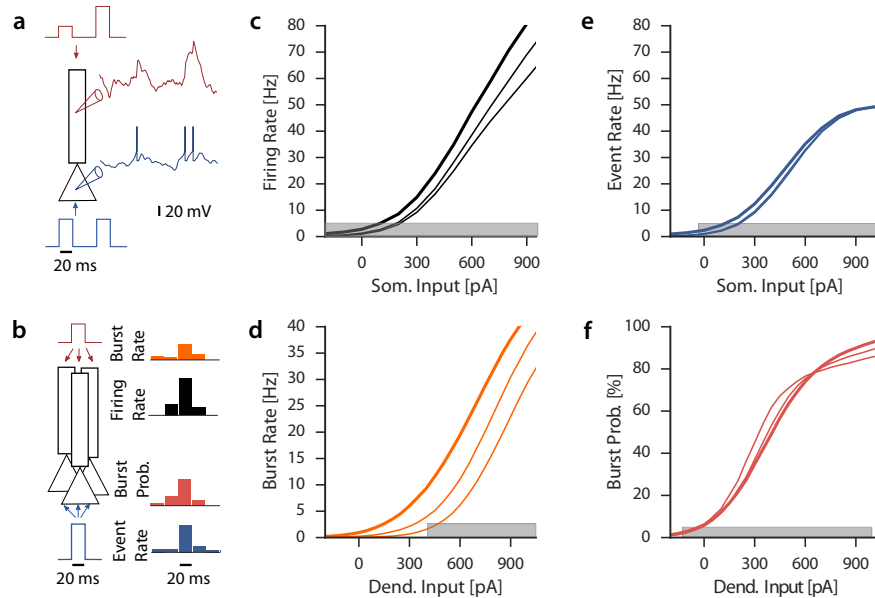 a
20 mV
20 ms
b
Burst
Rate
Firing
Rate
Burst
Prob.
Event
Rate
20 ms
20 ms
c
Firing Rate [Hz]
80
70
60
50
40
30
20
10
0
0 300 600 900
Som. Input [pA]
d
Burst Rate [Hz]
40
35
30
25
20
15
10
5
0
0 300 600 900
Dend. Input [pA]
e
Event Rate [Hz]
80
70
60
50
40
30
20
10
0
0 300 600 900
Som. Input [pA]
f
Burst Prob. [%]
100
80
60
40
20
0
0 300 600 900
Dend. Input [pA]